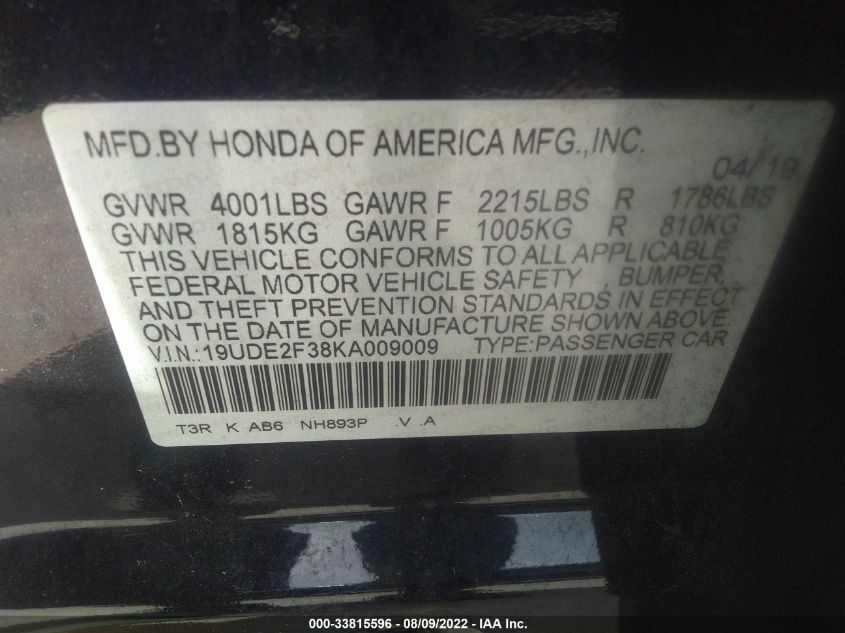 MFD.BY HONDA OF AMERICA MFG.,INC.
04/19
GVWR 4001LBS GAWR F 2215LBS R 1786LBS
GVWR 1815KG GAWR F 1005KG R 810KG
THIS VEHICLE CONFORMS TO ALL APPLICABLE
FEDERAL MOTOR VEHICLE SAFETY , BUMPER,
AND THEFT PREVENTION STANDARDS IN EFFECT
ON THE DATE OF MANUFACTURE SHOWN ABOVE.
V.I.N.:19UDE2F38KA009009 TYPE:PASSENGER CAR
T3R K AB6 NH893P .V .A
000-33815596 - 08/09/2022 - IAA Inc.